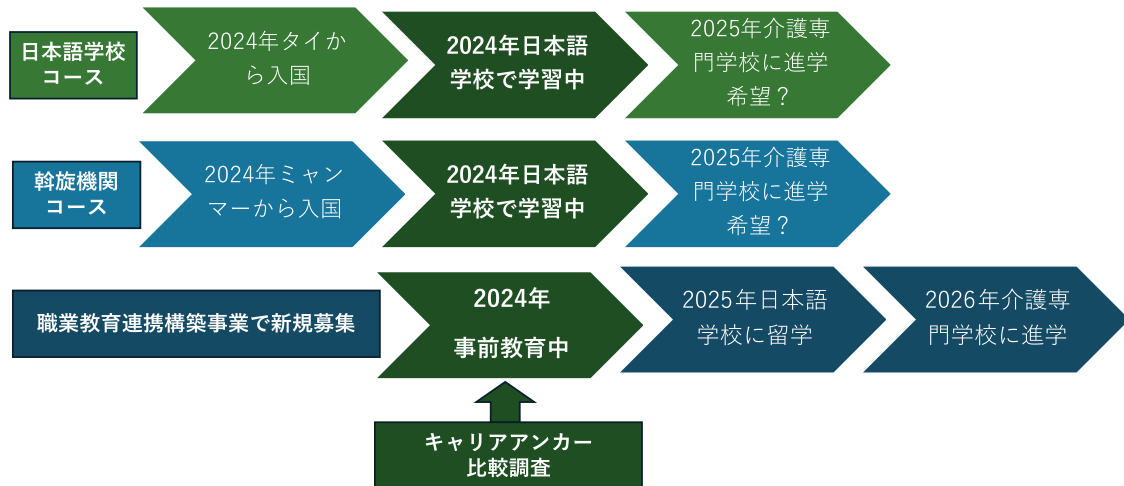 日本語学校
コース
2024年タイか
ら入国
2024年日本語
学校で学習中
2025年介護専
門学校に進学
希望？
斡旋機関
コース
2024年ミャン
マーから入国
2024年日本語
学校で学習中
2025年介護専
門学校に進学
希望？
職業教育連携構築事業で新規募集
2024年
事前教育中
2025年日本語
学校に留学
2026年介護専
門学校に進学
キャリアアンカー
比較調査